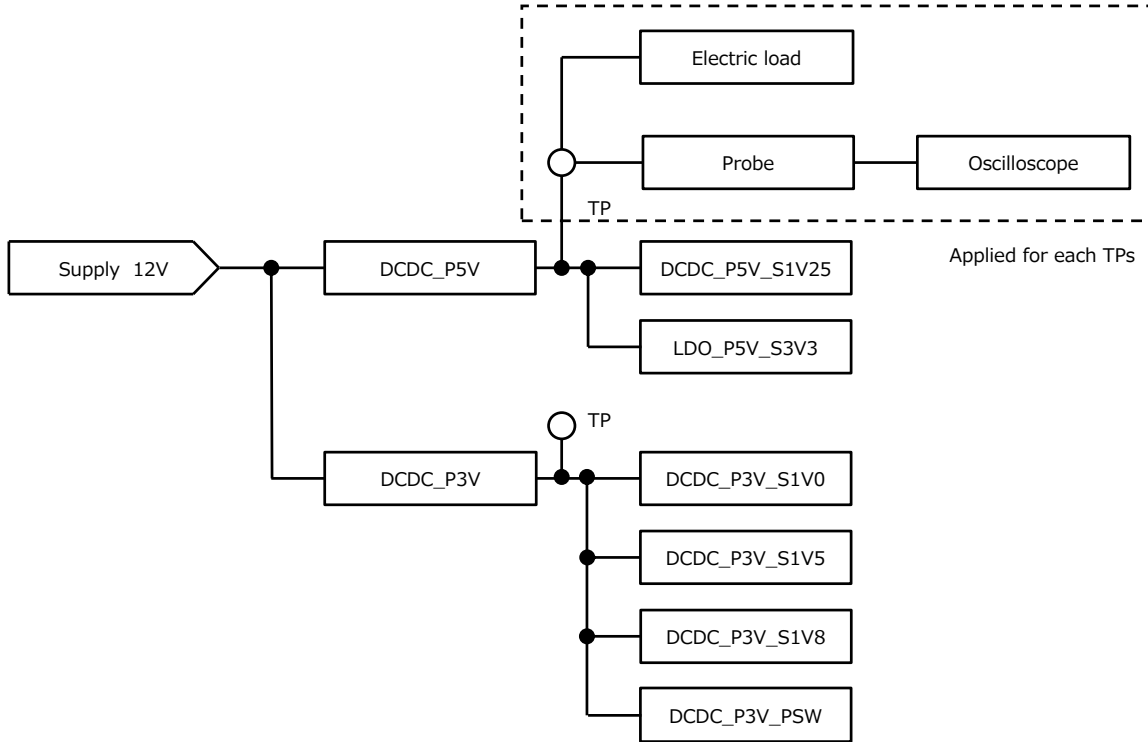 Electric load
Probe
Oscilloscope
TP
Applied for each TPs
Supply 12V
DCDC_P5V
DCDC_P5V_S1V25
LDO_P5V_S3V3
TP
DCDC_P3V
DCDC_P3V_S1V0
DCDC_P3V_S1V5
DCDC_P3V_S1V8
DCDC_P3V_PSW